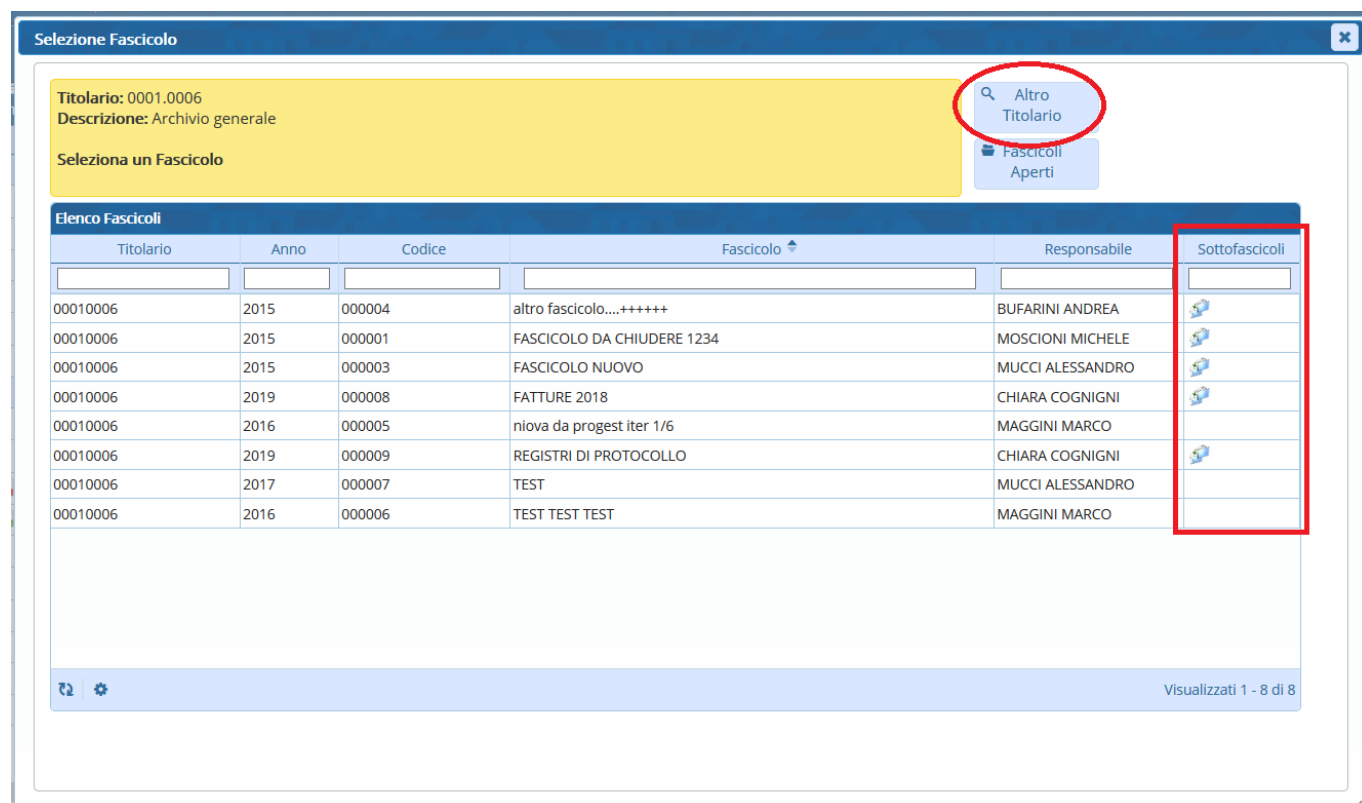 Selezione Fascicolo
Titolario: 0001.0006
Descrizione: Archivio generale
Seleziona un Fascicolo
Altro
Titolario
Fascicoli
Aperti
Elenco Fascicoli
Titolario Anno Codice Fascicolo Responsabile Sottofascicoli
00010006 2015 000004 altro fascicolo....++++++ BUFARINI ANDREA
00010006 2015 000001 FASCICOLO DA CHIUDERE 1234 MOSCIONI MICHELE
00010006 2015 000003 FASCICOLO NUOVO MUCCI ALESSANDRO
00010006 2019 000008 FATTURE 2018 CHIARA COGNIGNI
00010006 2016 000005 niova da progest iter 1/6 MAGGINI MARCO
00010006 2019 000009 REGISTRI DI PROTOCOLLO CHIARA COGNIGNI
00010006 2017 000007 TEST MUCCI ALESSANDRO
00010006 2016 000006 TEST TEST TEST MAGGINI MARCO
Visualizzati 1 - 8 di 8